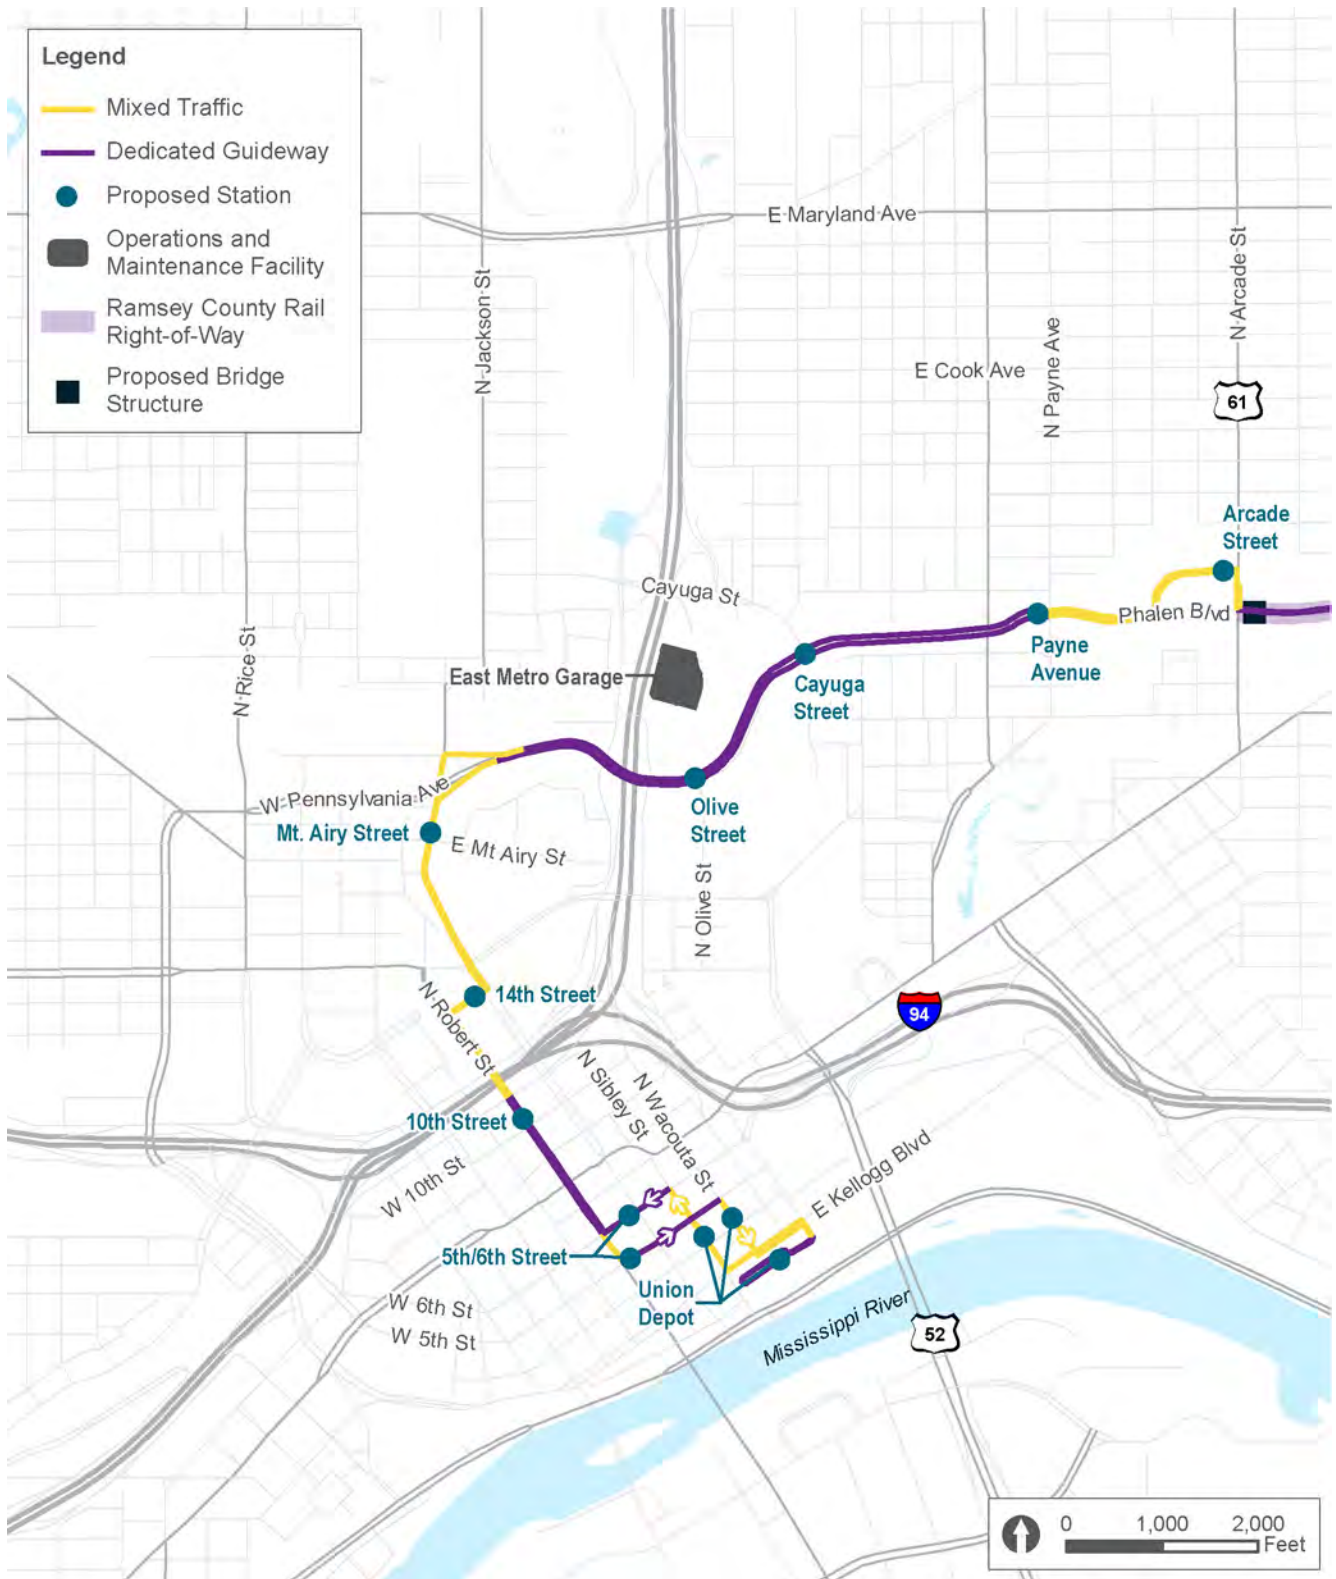 Legend
Mixed Traffic
Dedicated Guideway
Proposed Station
Operations and
Maintenance Facility
Ramsey County Rail
Right-of-Way
Proposed Bridge
Structure
E Maryland Ave
N Jackson St
N Arcade St
N Payne Ave
E Cook Ave
61
Arcade
Street
Cayuga St
Phalen Blvd
N Rice St
East Metro Garage
Payne
Avenue
Cayuga
Street
W Pennsylvania Ave
Mt. Airy Street
E Mt Airy St
Olive
Street
N Olive St
14th Street
N Robert St
94
N Sibley St
N Wacouta St
10th Street
W 10th St
E Kellogg Blvd
5th/6th Street
Union
Depot
W 6th St
W 5th St
Mississippi River
52
0 1,000 2,000
Feet